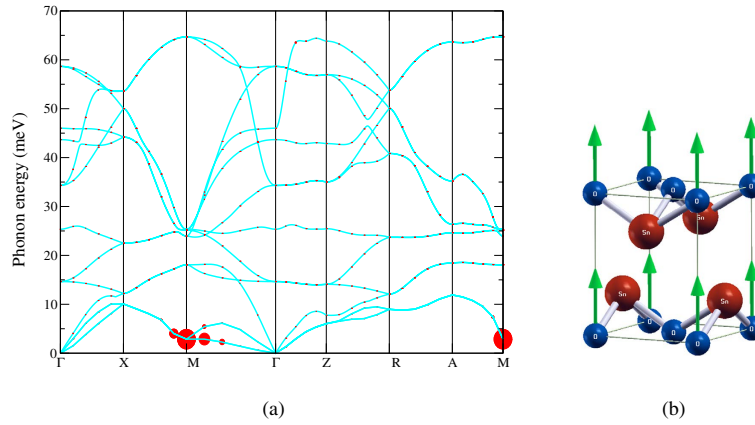 70
60
50
40
30
20
10
0
Phonon energy (meV)
Γ X M Γ Z R A M
(a)
O O
O O O
Sn
Sn
Sn Sn
O
O O O
O
(b)